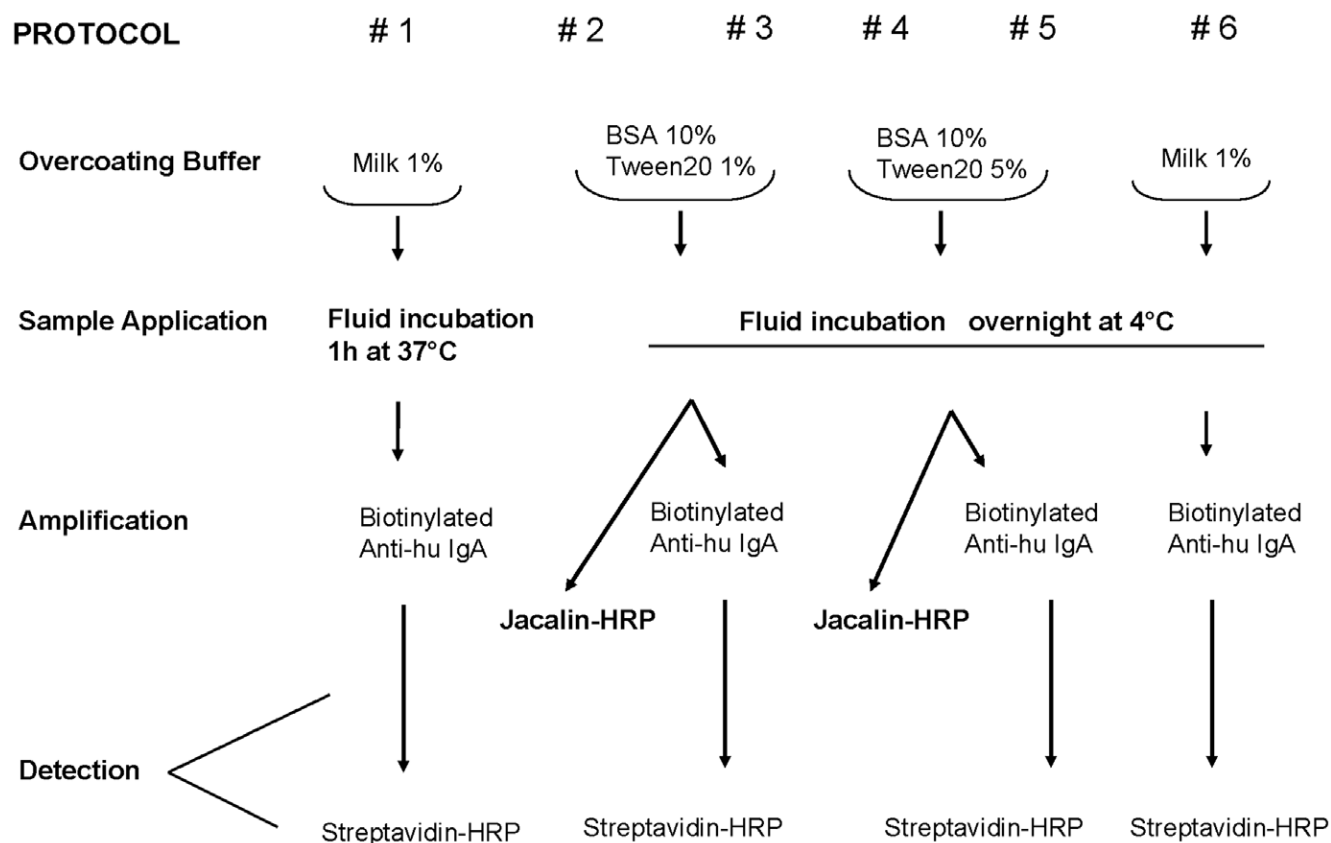 PROTOCOL # 1 # 2 # 3 # 4 # 5 # 6
Overcoating Buffer
Milk 1%
BSA 10%
Tween20 1%
BSA 10%
Tween20 5%
Milk 1%
Sample Application
Fluid incubation
1h at 37°C
Fluid incubation overnight at 4°C
Amplification
Biotinylated
Anti-hu IgA
Biotinylated
Anti-hu IgA
Biotinylated
Anti-hu IgA
Biotinylated
Anti-hu IgA
Jacalin-HRP
Jacalin-HRP
Detection
Streptavidin-HRP
Streptavidin-HRP
Streptavidin-HRP
Streptavidin-HRP